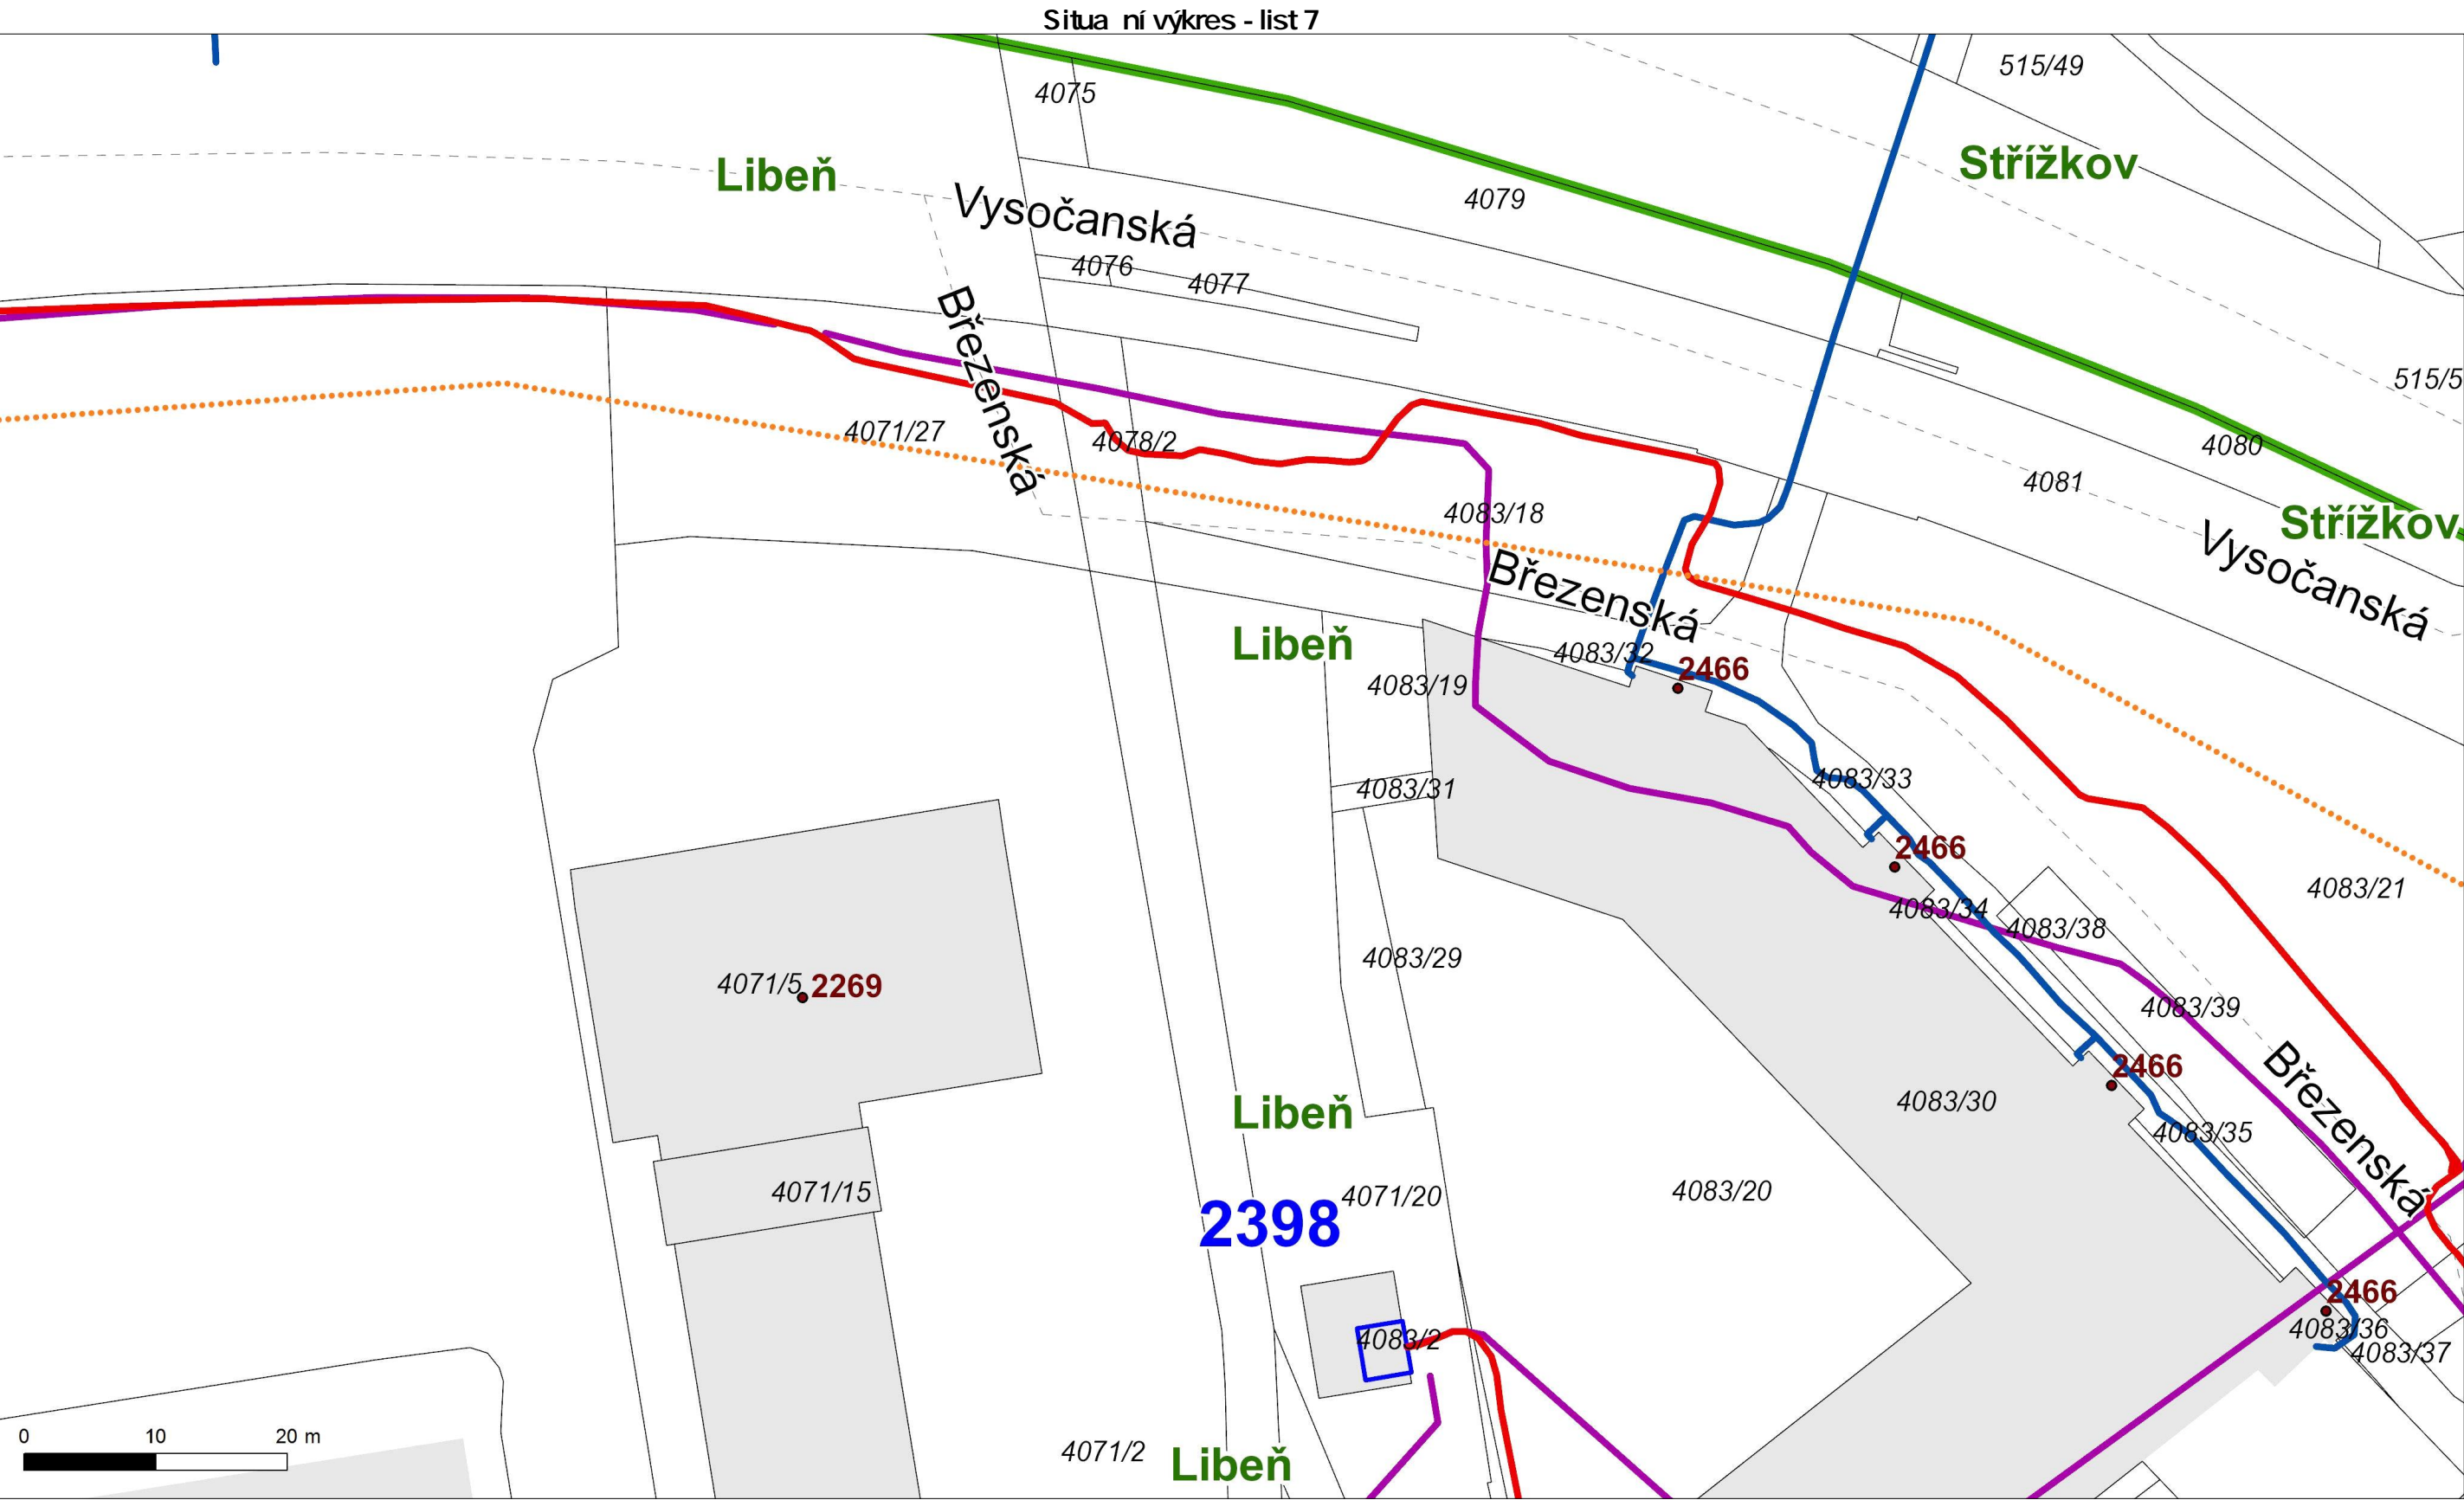 Situa ní výkres - list 7
515/49
4075
Libeň
Střížkov
Vysočanská
4079
4076
4077
Březenská
515/5
4071/27
4078/2
4080
4081
4083/18
Střížkov
Vysočanská
Březenská
Libeň
4083/32
2466
4083/19
4083/31
4083/33
2466
4083/21
4083/34
4083/38
4083/29
4071/5
2269
4083/39
2466
Březenská
4083/30
Libeň
4083/35
4071/15
4071/20
4083/20
2398
2466
4083/36
4083/2
4083/37
0 10 20 m
4071/2
Libeň